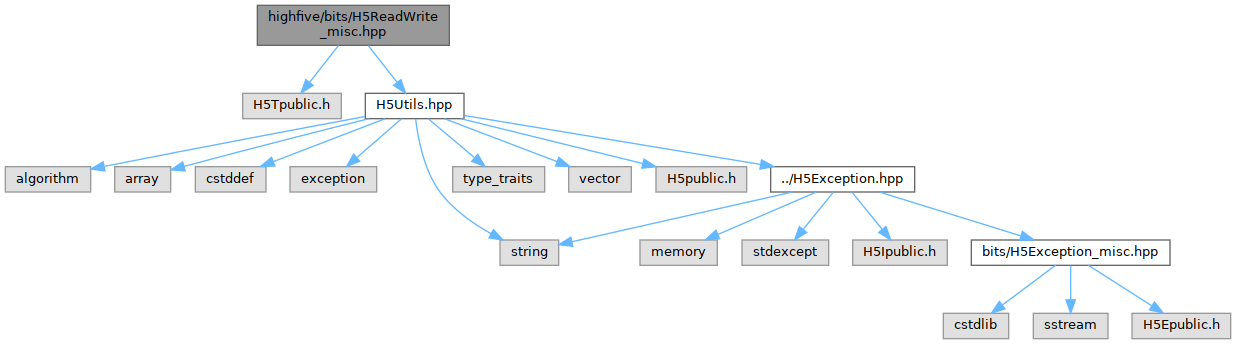 highfive/bits/H5ReadWrite
_misc.hpp
H5Tpublic.h
H5Utils.hpp
algorithm
array
cstddef
exception
type_traits
vector
H5public.h
../H5Exception.hpp
string
memory
stdexcept
H5Ipublic.h
bits/H5Exception_misc.hpp
cstdlib
sstream
H5Epublic.h